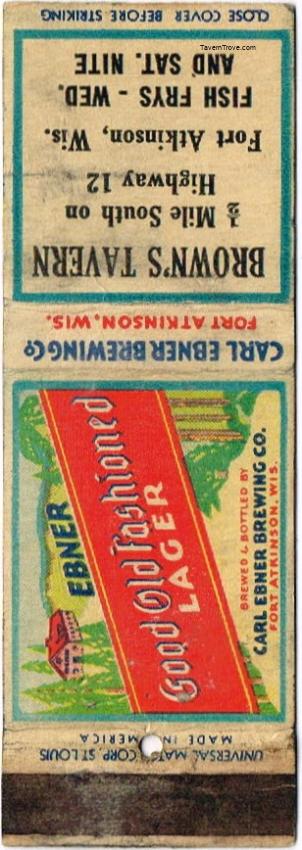 TavernTrove.com
CLOSE COVER BEFORE STRIKING
BROWN'S TAVERN
½ Mile South on
Highway 12
Fort Atkinson, Wis.
FISH FRYS - WED.
AND SAT. NITE
CARL EBNER BREWING CO
FORT ATKINSON, WIS.
EBNER
Good Old Fashioned
LAGER
BREWED & BOTTLED BY
CARL EBNER BREWING CO.
FORT ATKINSON, WIS.
UNIVERSAL MATCH CORP. ST. LOUIS
MADE IN AMERICA